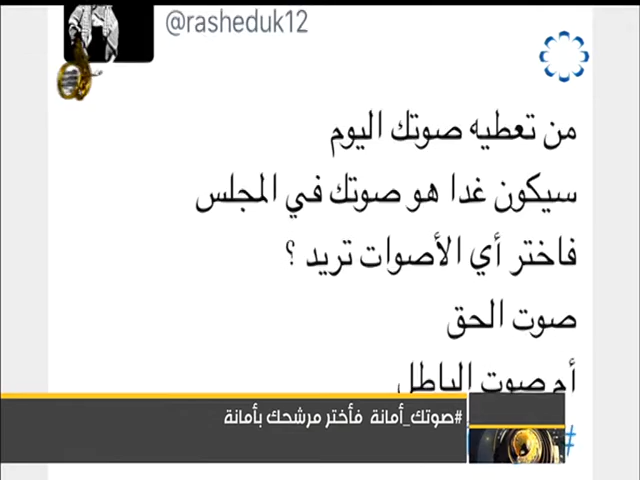 @rasheduk12
من تعطيه صوتك اليوم
سيكون غدا هو صوتك في المجلس
فاختر أي الأصوات تريد ؟
صوت الحق
أم صوت الباطل
#صوتك_أمانة فأختر مرشحك بأمانة
#